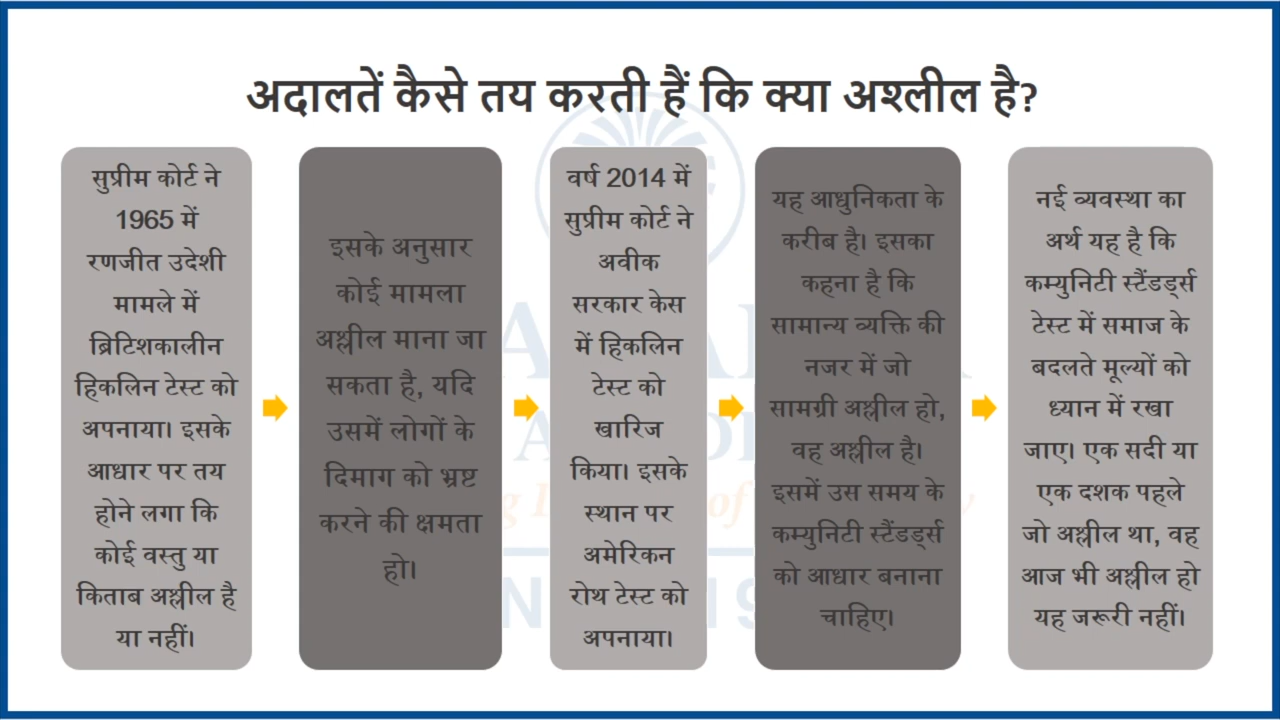 अदालतें कैसे तय करती हैं कि क्या अश्लील है?
सुप्रीम कोर्ट ने
1965 में
रणजीत उदेशी
मामले में
ब्रिटिशकालीन
हिकलिन टेस्ट को
अपनाया। इसके
आधार पर तय
होने लगा कि
कोई वस्तु या
किताब अश्लील है
या नहीं।
इसके अनुसार
कोई मामला
अश्लील माना जा
सकता है, यदि
उसमें लोगों के
दिमाग को भ्रष्ट
करने की क्षमता
हो।
वर्ष 2014 में
सुप्रीम कोर्ट ने
अवीक
सरकार केस
में हिकलिन
टेस्ट को
खारिज
किया। इसके
स्थान पर
अमेरिकन
रोथ टेस्ट को
अपनाया।
यह आधुनिकता के
करीब है। इसका
कहना है कि
सामान्य व्यक्ति की
नजर में जो
सामग्री अश्लील हो,
वह अश्लील है।
इसमें उस समय के
कम्युनिटी स्टैंडर्ड्स
को आधार बनाना
चाहिए।
नई व्यवस्था का
अर्थ यह है कि
कम्युनिटी स्टैंडर्ड्स
टेस्ट में समाज के
बदलते मूल्यों को
ध्यान में रखा
जाए। एक सदी या
एक दशक पहले
जो अश्लील था, वह
आज भी अश्लील हो
यह जरूरी नहीं।